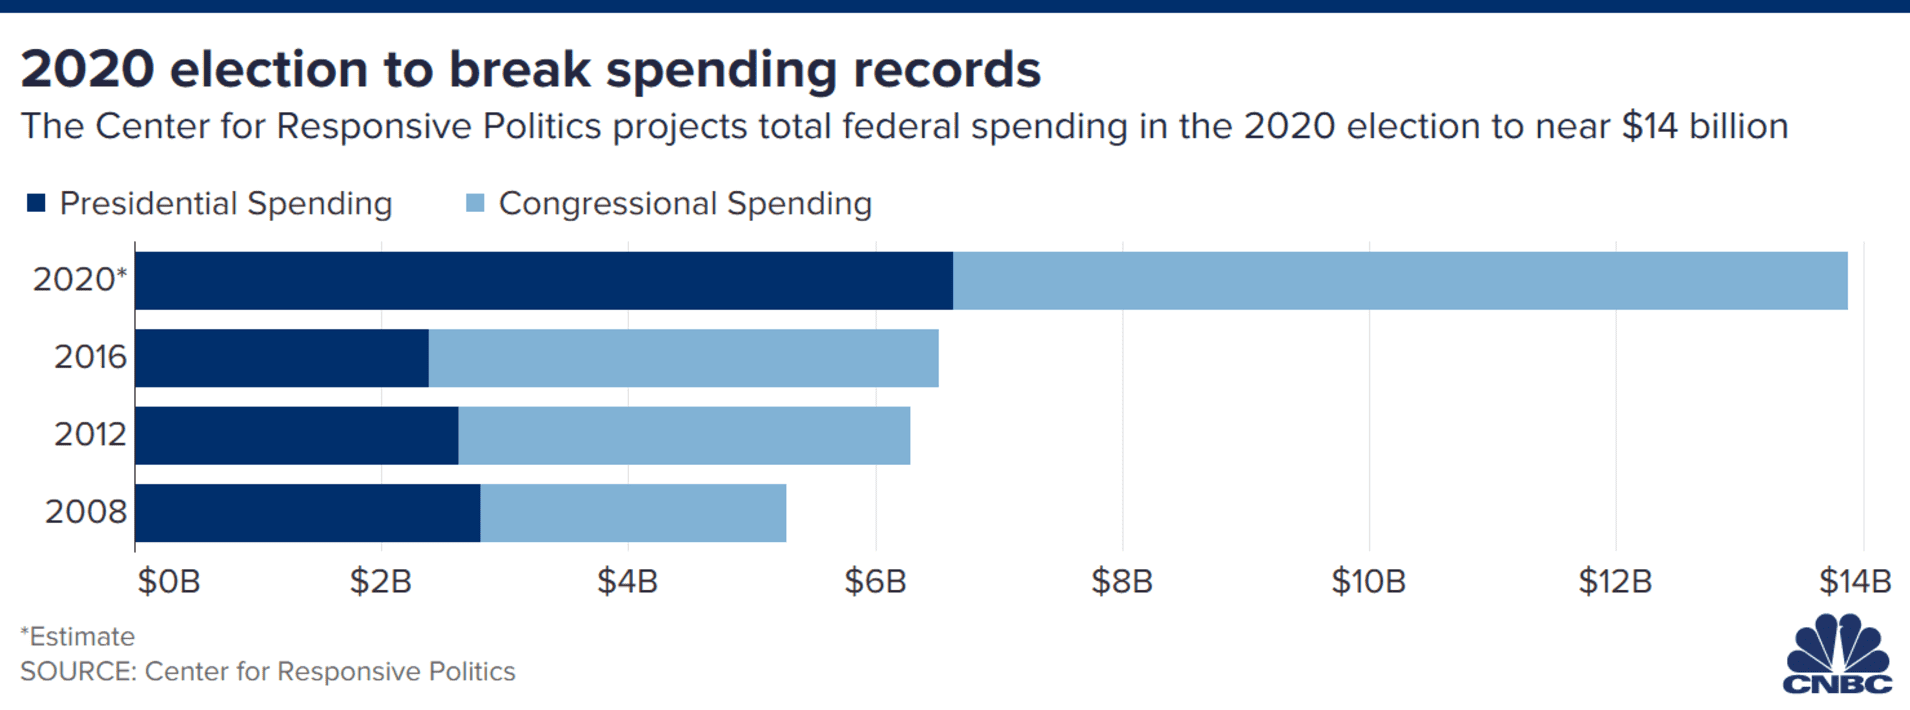 2020 election to break spending records
The Center for Responsive Politics projects total federal spending in the 2020 election to near $14 billion
Presidential Spending Congressional Spending
2020*
2016
2012
2008
$0B $2B $4B $6B $8B $10B $12B $14B
*Estimate
SOURCE: Center for Responsive Politics
CNBC